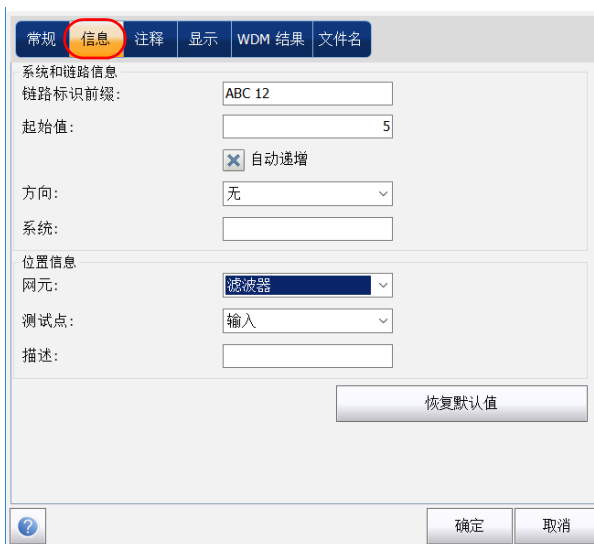 常规 信息 注释 显示 WDM 结果 文件名
系统和链路信息
链路标识前缀: ABC 12
起始值: 5
自动递增
方向: 无
系统:
位置信息
网元: 滤波器
测试点: 输入
描述:
恢复默认值
? 确定 取消